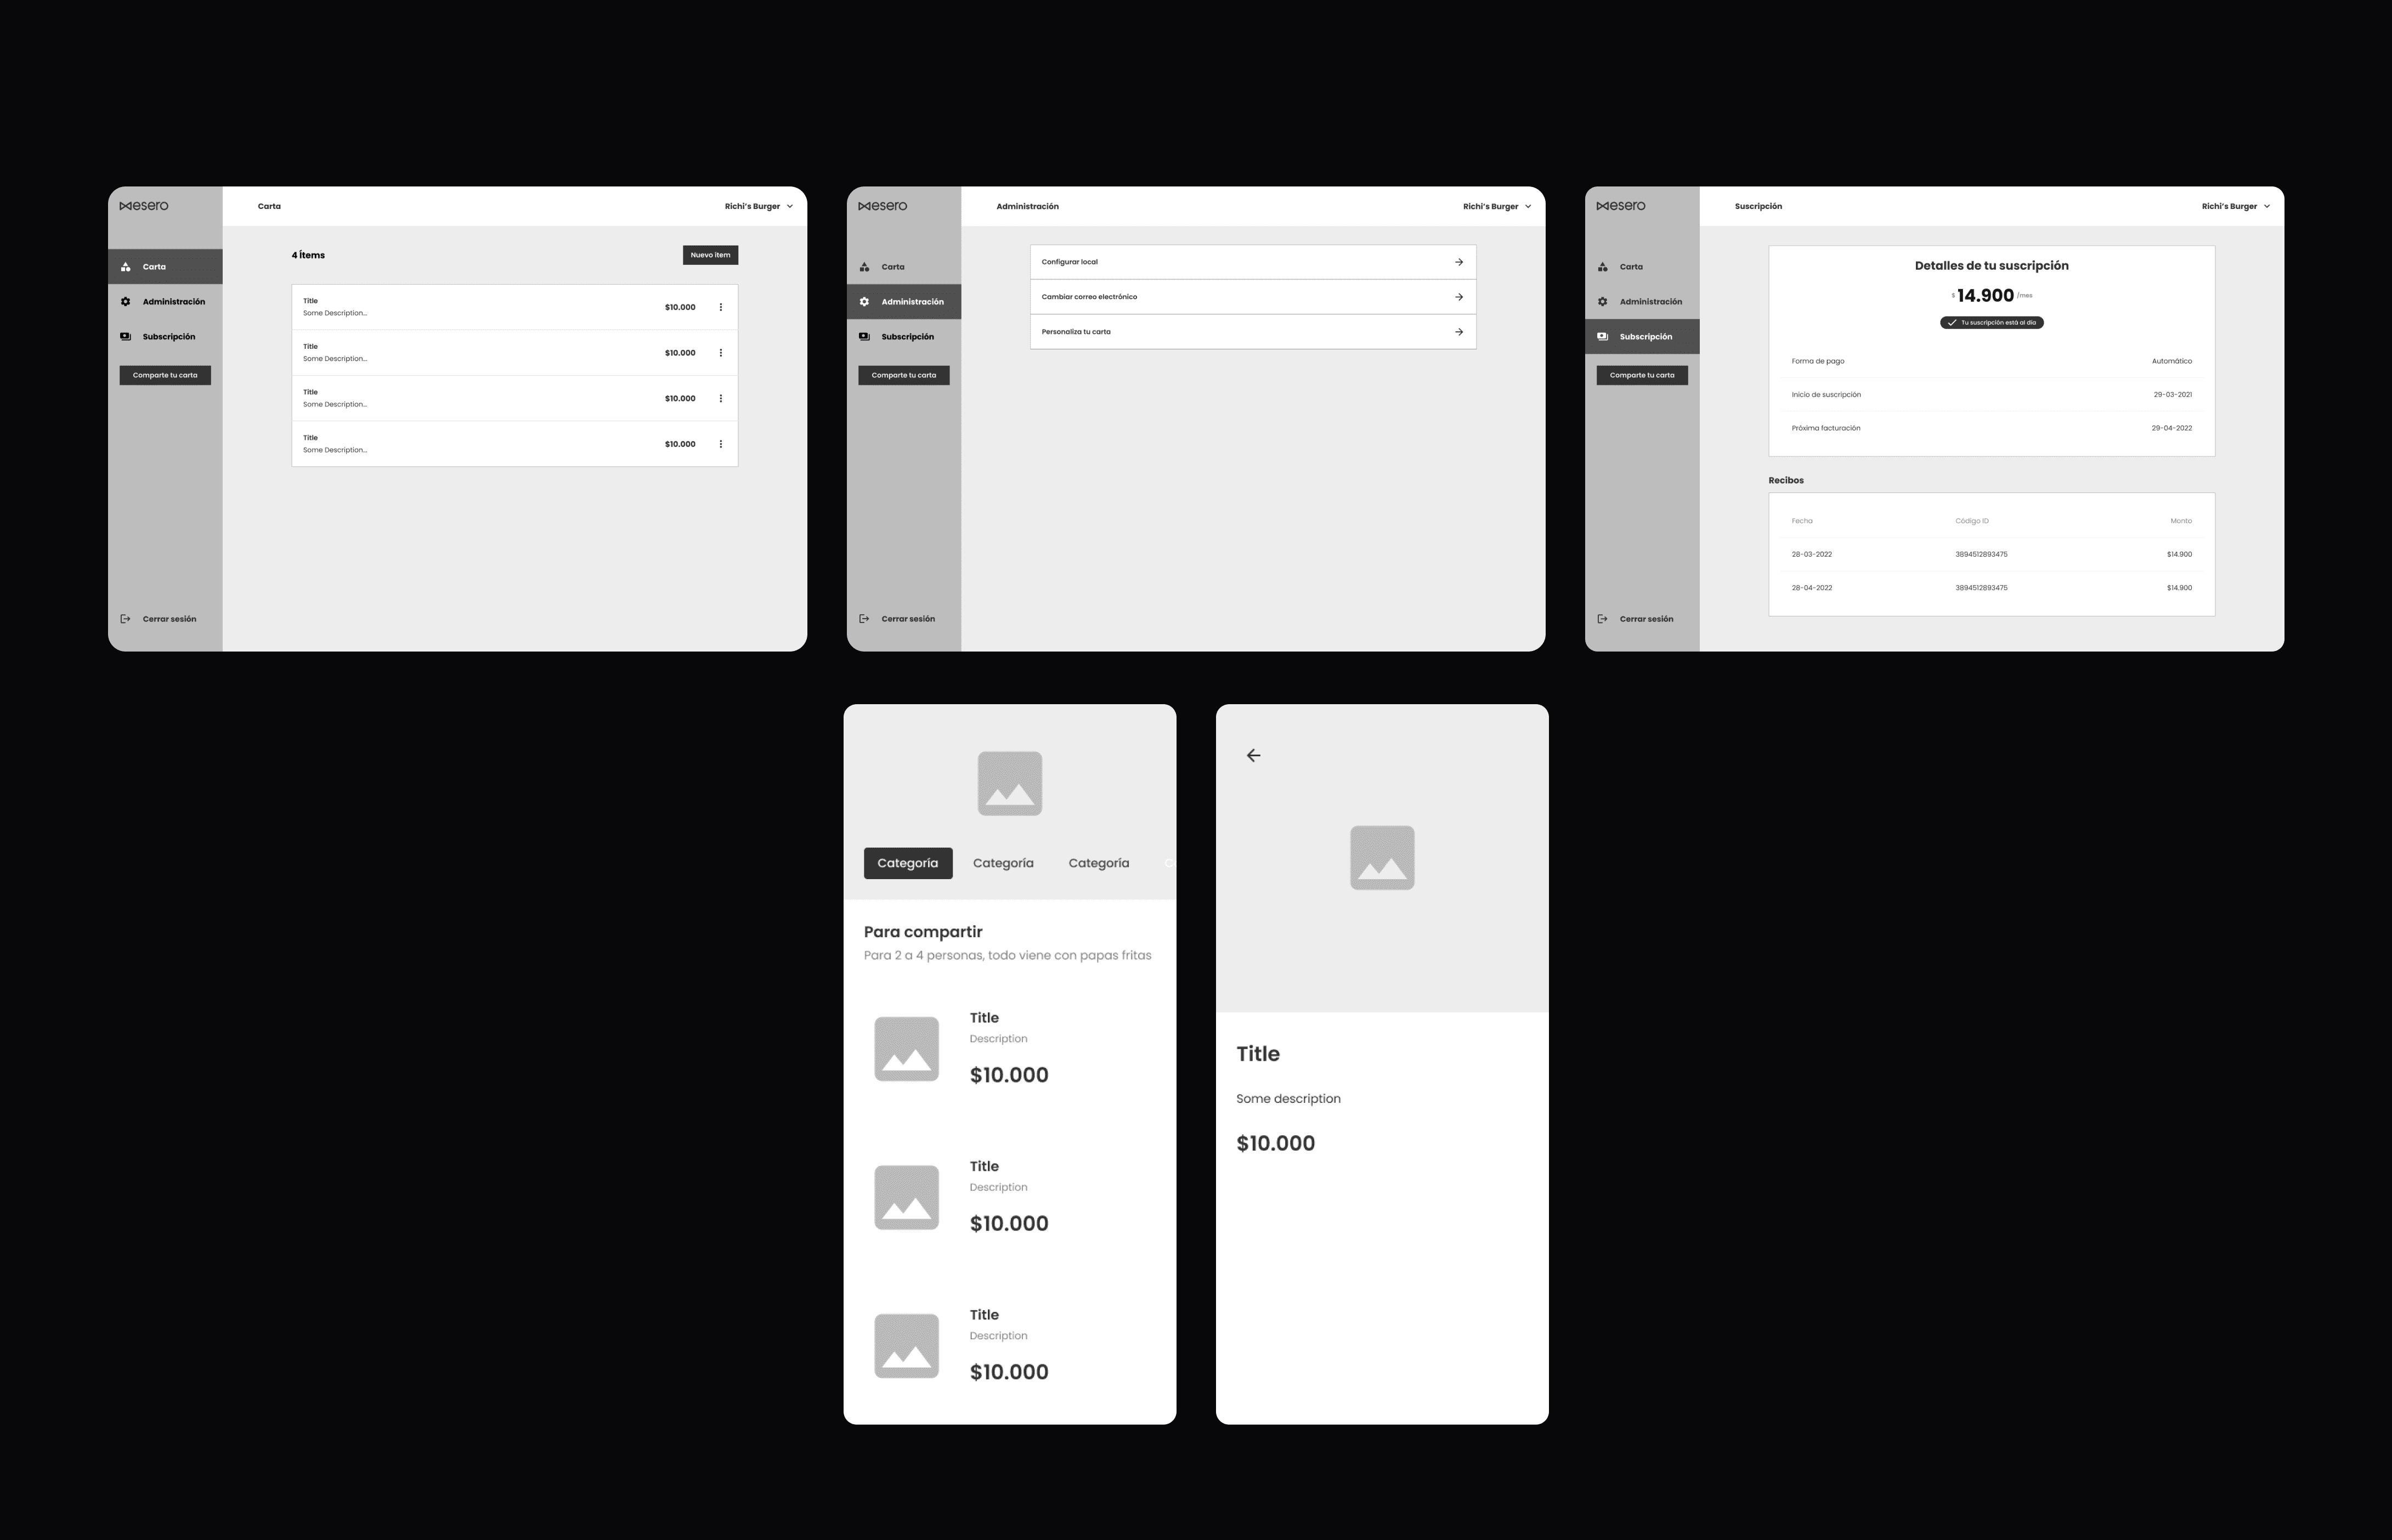 mesero
Carta
Richi's Burger
Carta
Administración
Subscripción
Comparte tu carta
Cerrar sesión
4 Ítems
Nuevo ítem
Title
Some Description...
$10.000
Title
Some Description...
$10.000
Title
Some Description...
$10.000
Title
Some Description...
$10.000
mesero
Administración
Richi's Burger
Carta
Administración
Subscripción
Comparte tu carta
Cerrar sesión
Configurar local
Cambiar correo electrónico
Personaliza tu carta
mesero
Suscripción
Richi's Burger
Carta
Administración
Subscripción
Comparte tu carta
Cerrar sesión
Detalles de tu suscripción
$ 14.900 /mes
Tu suscripción está al día
Forma de pago Automático
Inicio de suscripción 29-03-2021
Próxima facturación 29-04-2022
Recibos
Fecha Código ID Monto
28-03-2022 3894512893475 $14.900
28-04-2022 3894512893475 $14.900
Categoría Categoría Categoría C
Para compartir
Para 2 a 4 personas, todo viene con papas fritas
Title
Description
$10.000
Title
Description
$10.000
Title
Description
$10.000
Title
Some description
$10.000